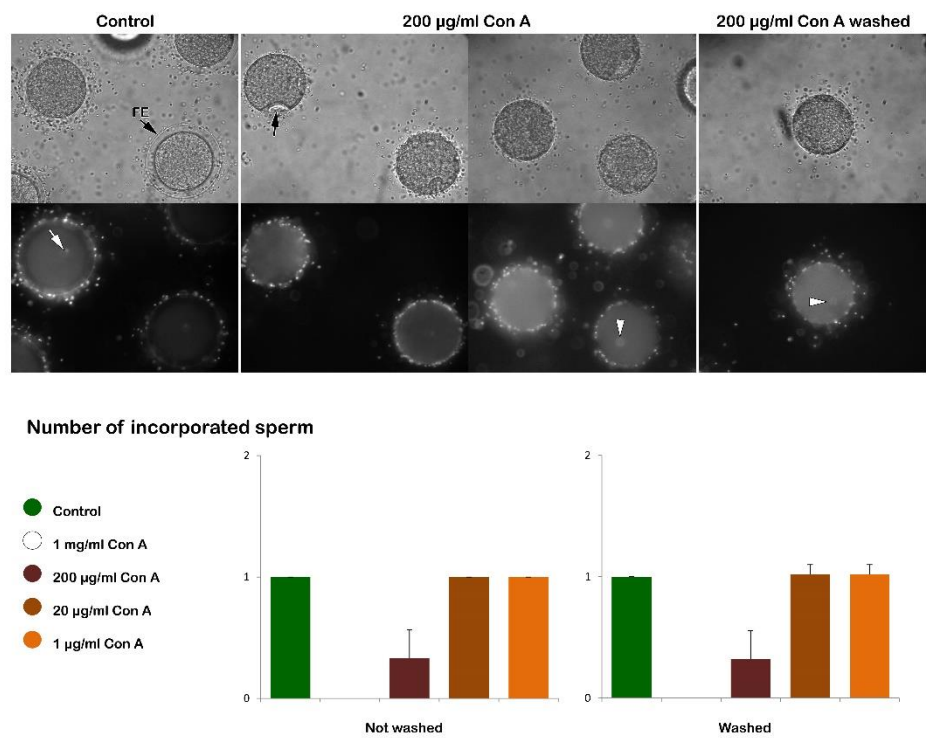 Control 200 µg/ml Con A 200 µg/ml Con A washed
FE
Number of incorporated sperm
Control
1 mg/ml Con A
200 µg/ml Con A
20 µg/ml Con A
1 µg/ml Con A
2
1
0
Not washed
2
1
0
Washed